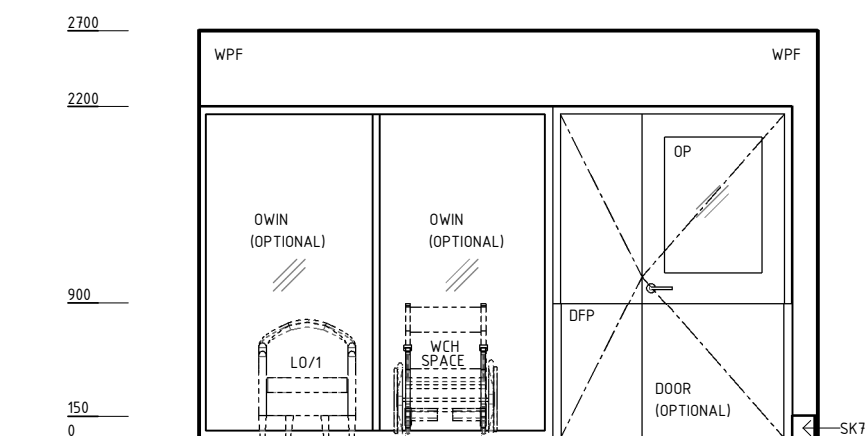 2700
WPF
WPF
2200
OP
OWIN
(OPTIONAL)
OWIN
(OPTIONAL)
900
DFP
WCH
SPACE
LO/1
DOOR
(OPTIONAL)
150
0